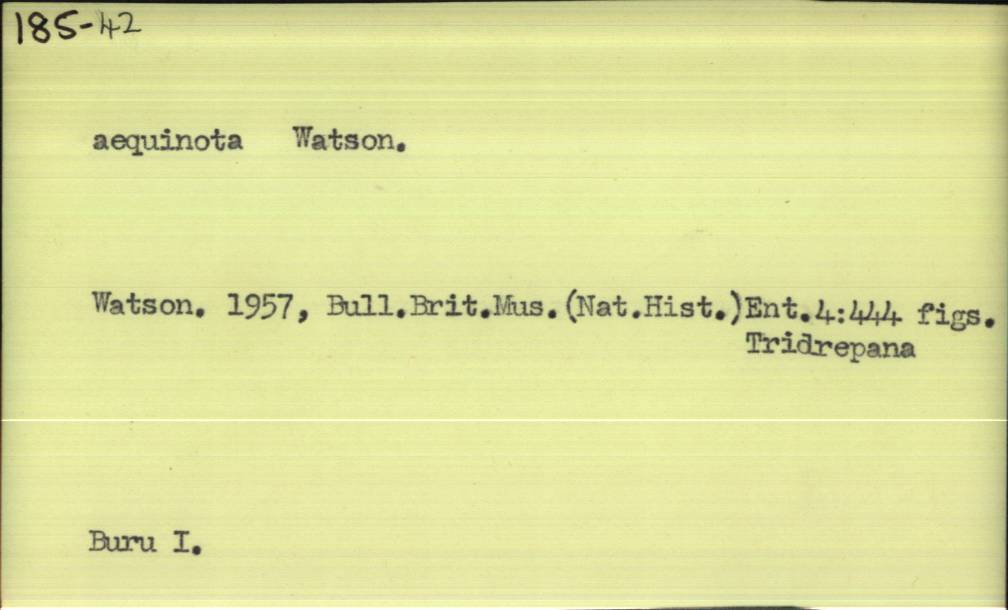 185-42
aequinota Watson.
Watson. 1957, Bull.Brit.Mus.(Nat.Hist.)Ent.4:444 figs.
Tridrepana
Buru I.